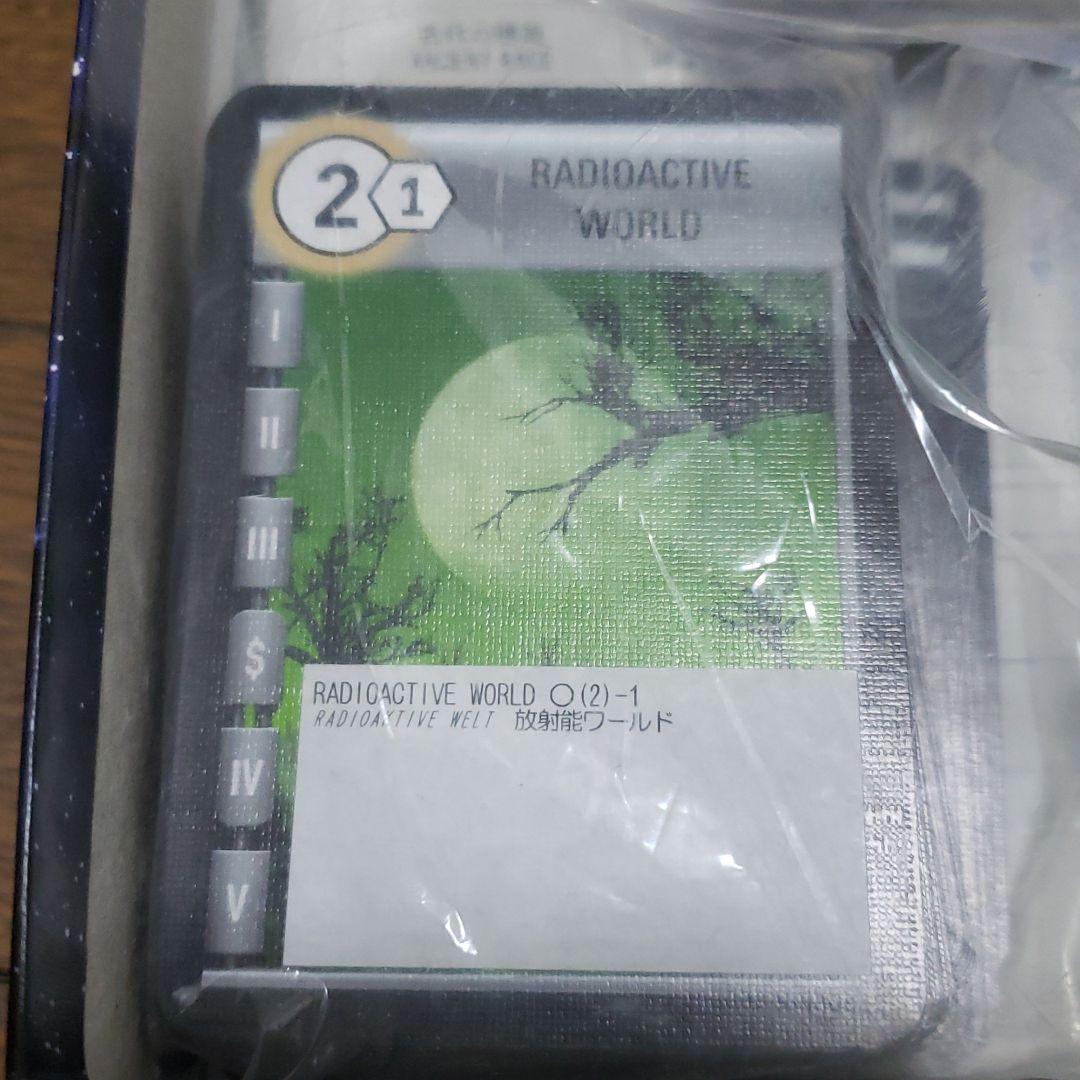 2
1
RADIOACTIVE
WORLD
I
II
III
$
IV
V
RADIOACTIVE WORLD ○(2)-1
RADIOAKTIVE WELT 放射能ワールド